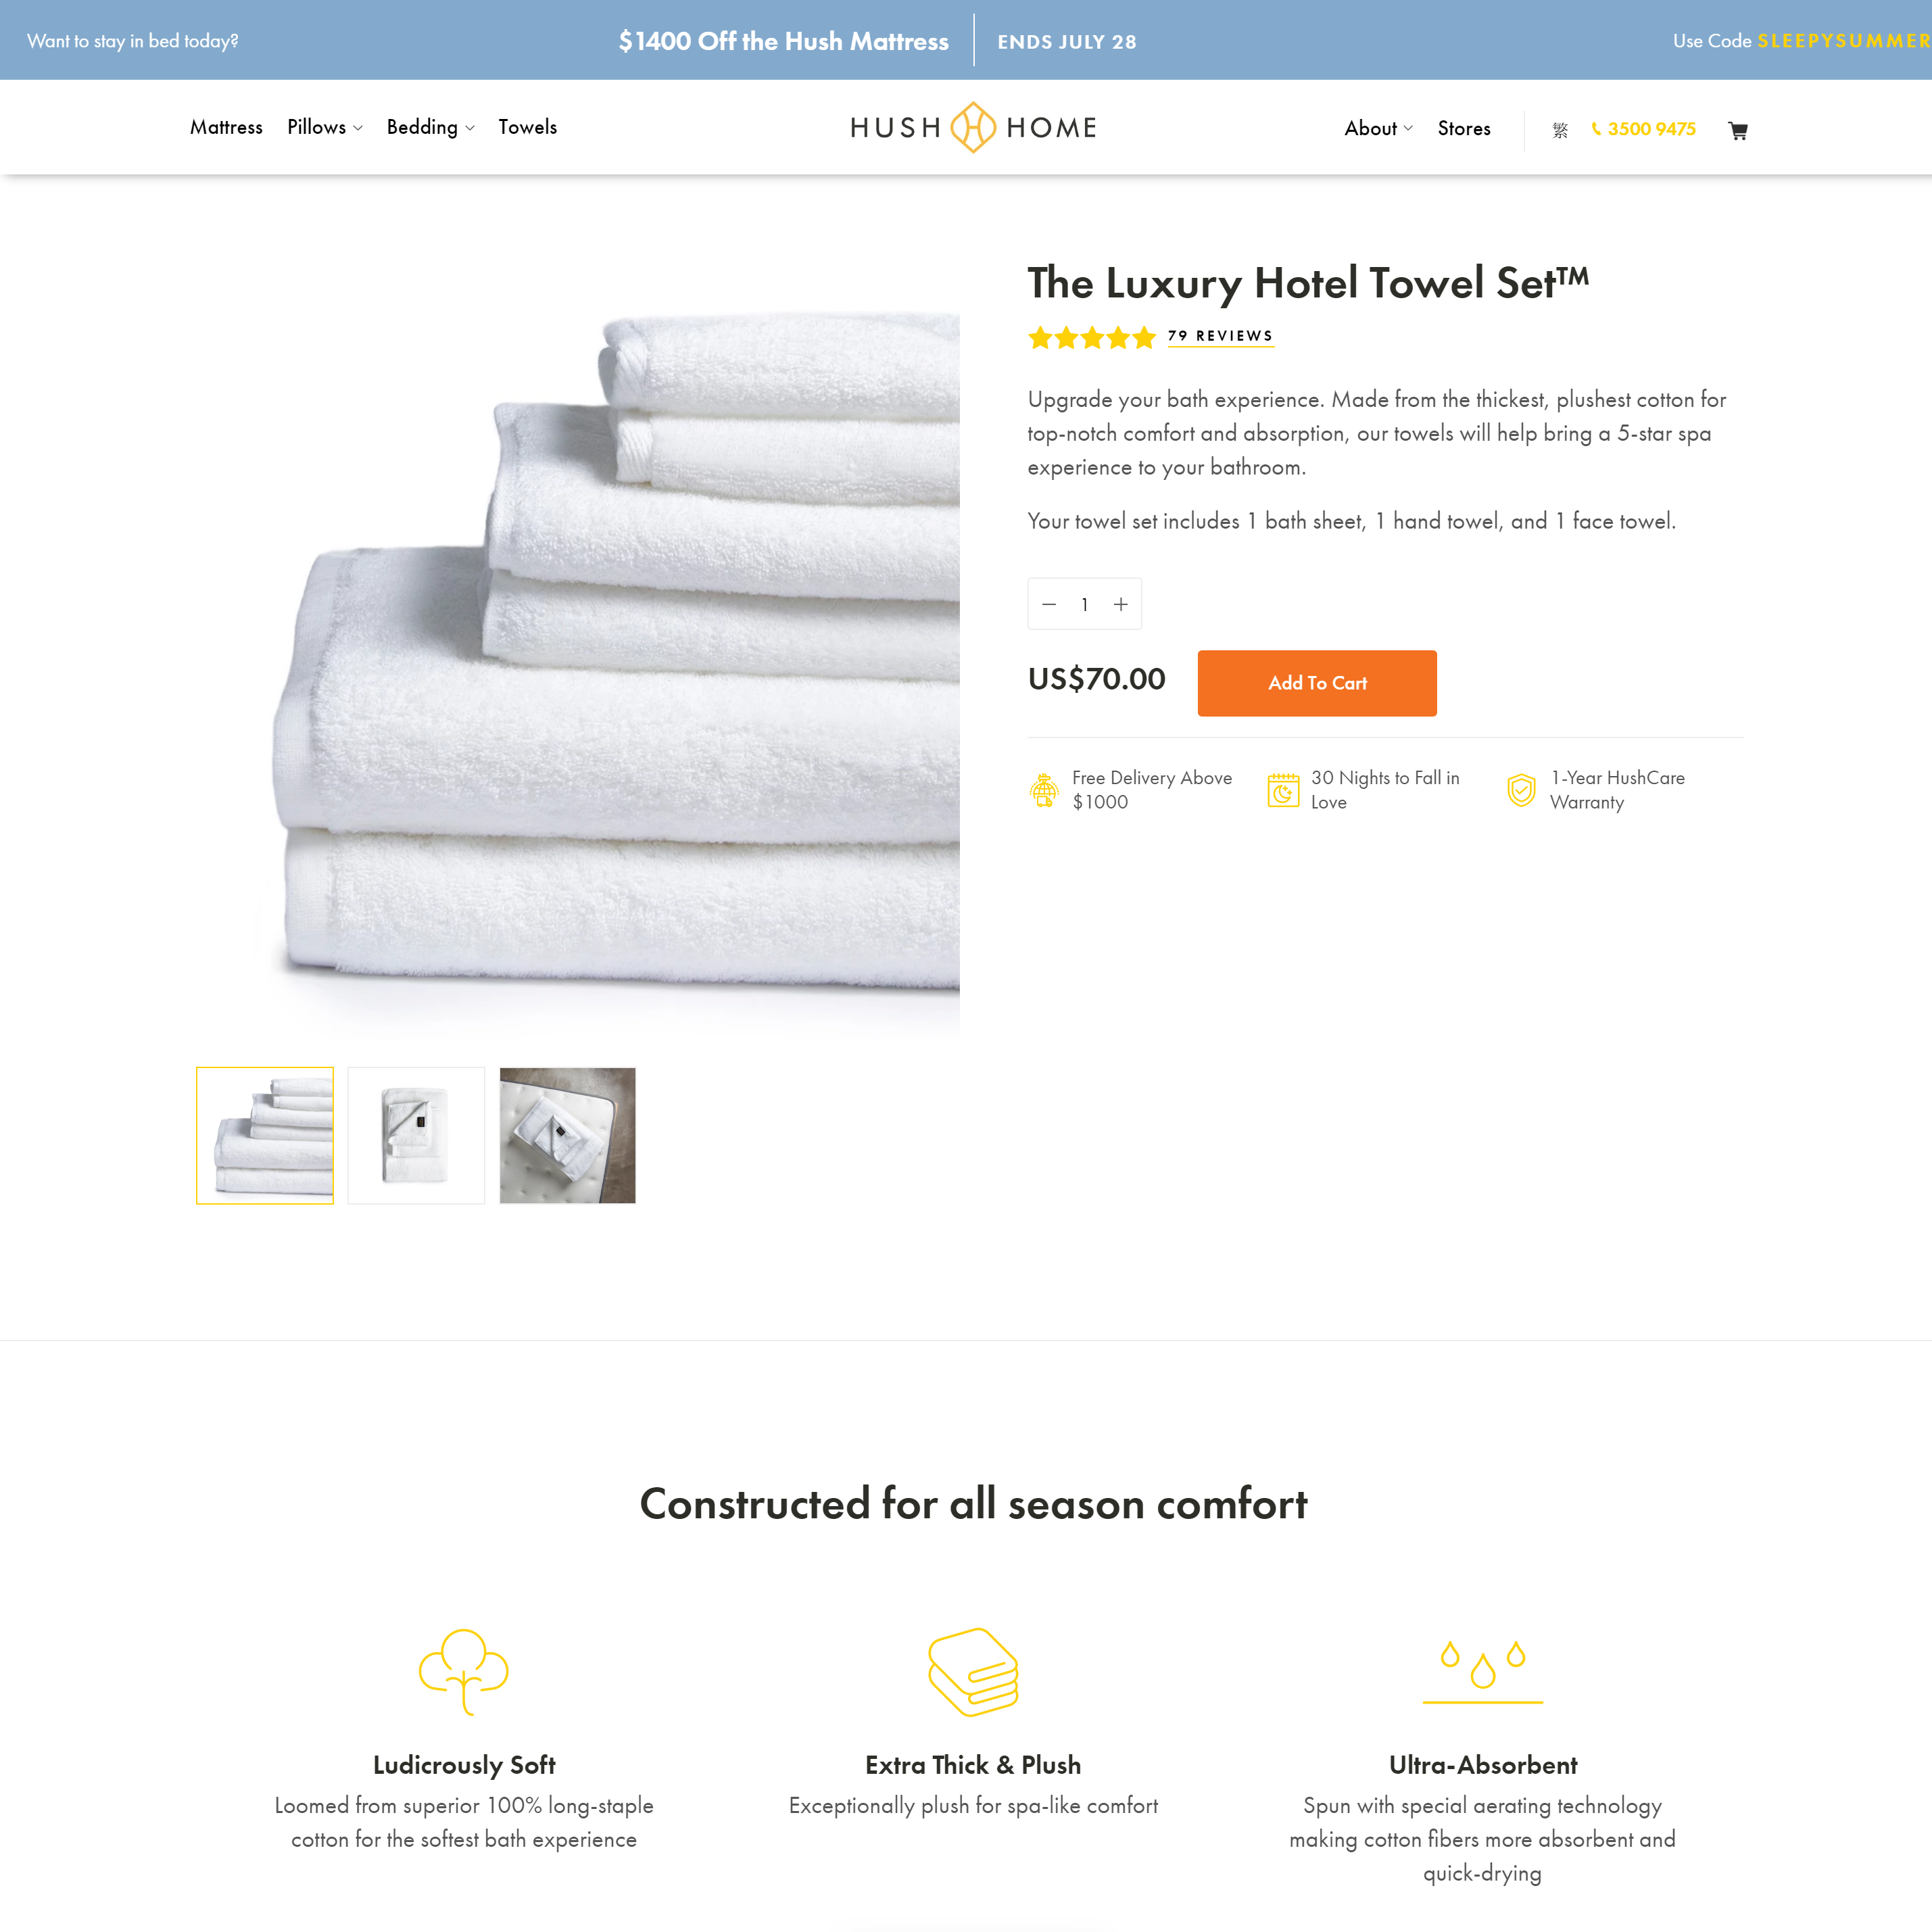 Want to stay in bed today?
$1400 Off the Hush Mattress
ENDS JULY 28
Use Code SLEEPYSUMMER
Mattress
Pillows
Bedding
Towels
HUSH HOME
About
Stores
繁
3500 9475
The Luxury Hotel Towel Set™
79 REVIEWS
Upgrade your bath experience. Made from the thickest, plushest cotton for
top-notch comfort and absorption, our towels will help bring a 5-star spa
experience to your bathroom.
Your towel set includes 1 bath sheet, 1 hand towel, and 1 face towel.
1
US$70.00
Add To Cart
Free Delivery Above
$1000
30 Nights to Fall in
Love
1-Year HushCare
Warranty
Constructed for all season comfort
Ludicrously Soft
Loomed from superior 100% long-staple
cotton for the softest bath experience
Extra Thick & Plush
Exceptionally plush for spa-like comfort
Ultra-Absorbent
Spun with special aerating technology
making cotton fibers more absorbent and
quick-drying